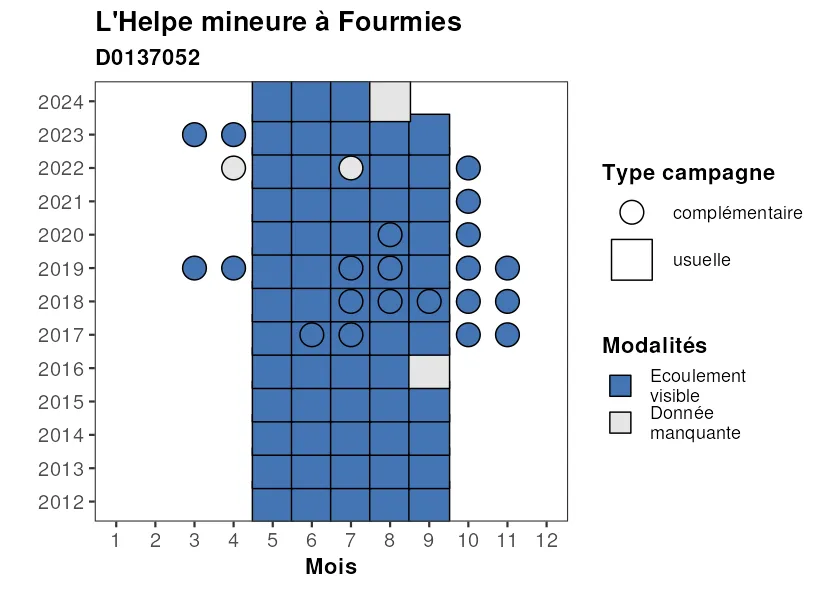 L'Helpe mineure à Fourmies
D0137052
2024
2023
2022
2021
2020
2019
2018
2017
2016
2015
2014
2013
2012
1 2 3 4 5 6 7 8 9 10 11 12
Mois
Type campagne
complémentaire
usuelle
Modalités
Ecoulement
visible
Donnée
manquante